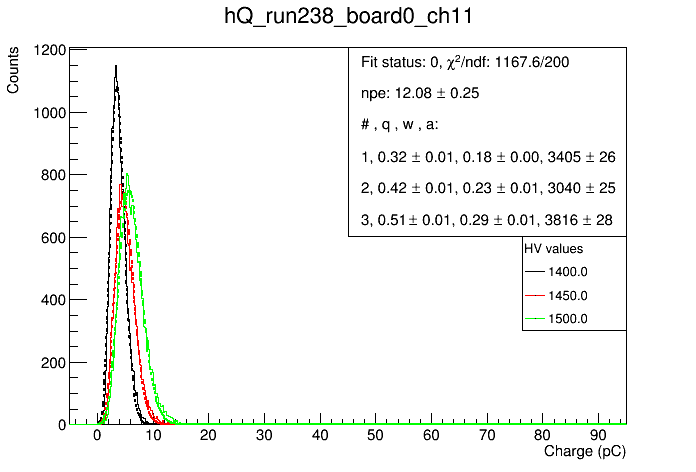 hQ_run238_board0_ch11
Counts
1200
1000
800
600
400
200
0
Fit status: 0, χ²/ndf: 1167.6/200
npe: 12.08 ± 0.25
# , q , w , a:
1, 0.32 ± 0.01, 0.18 ± 0.00, 3405 ± 26
2, 0.42 ± 0.01, 0.23 ± 0.01, 3040 ± 25
3, 0.51± 0.01, 0.29 ± 0.01, 3816 ± 28
HV values
1400.0
1450.0
1500.0
0 10 20 30 40 50 60 70 80 90
Charge (pC)